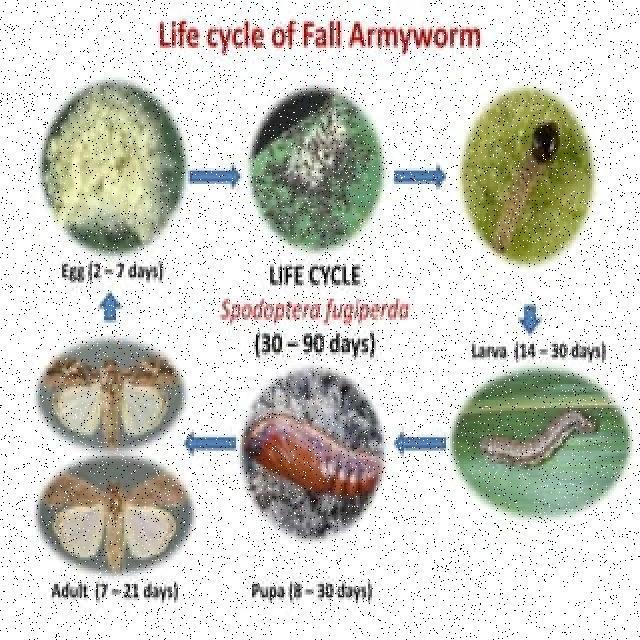 Life cycle of Fall Armyworm
Egg (2 – 7 days)
LIFE CYCLE
Spodoptera fugiperda
(30 – 90 days)
Larva (14 – 30 days)
Adult (7 – 21 days)
Pupa (8 – 30 days)